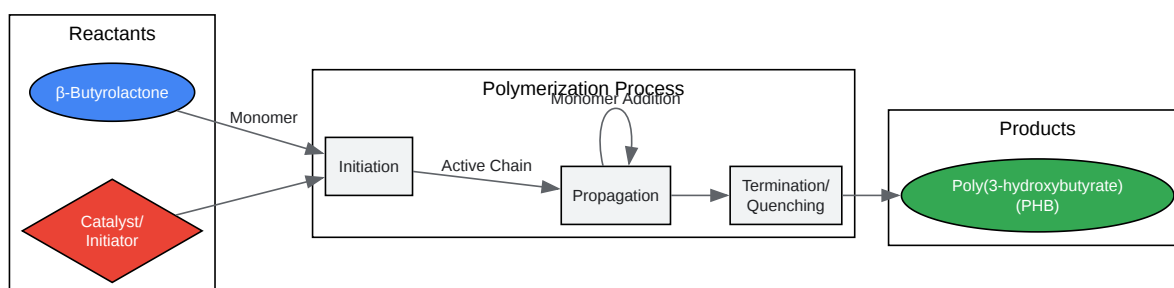 Reactants
β-Butyrolactone
Catalyst/
Initiator
Monomer
Polymerization Process
Monomer Addition
Initiation
Active Chain
Propagation
Termination/
Quenching
Products
Poly(3-hydroxybutyrate)
(PHB)